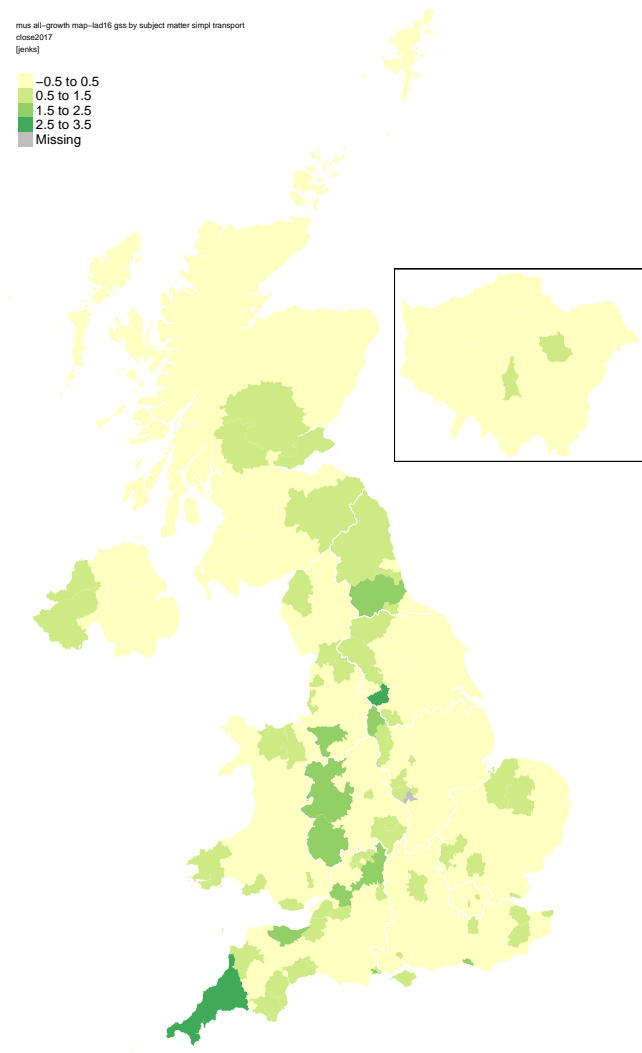 mus all−growth map−lad16 gss by subject matter simpl transport
close2017
[jenks]
−0.5 to 0.5
0.5 to 1.5
1.5 to 2.5
2.5 to 3.5
Missing